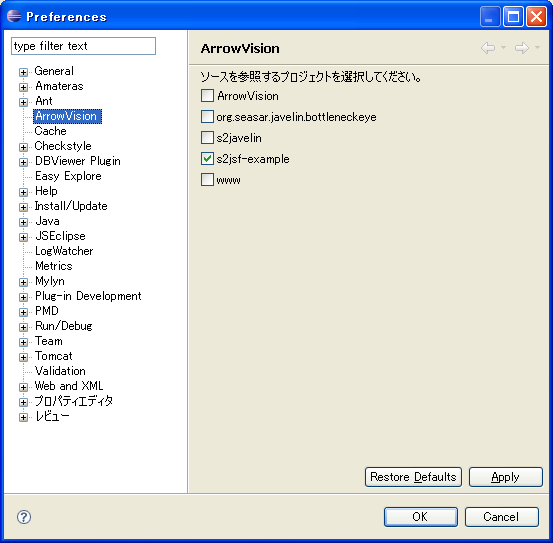 Preferences
type filter text
General
Amateras
Ant
ArrowVision
Cache
Checkstyle
DBViewer Plugin
Easy Explore
Help
Install/Update
Java
JSEclipse
LogWatcher
Metrics
Mylyn
Plug-in Development
PMD
Run/Debug
Team
Tomcat
Validation
Web and XML
プロパティエディタ
レビュー
ArrowVision
ソースを参照するプロジェクトを選択してください。
ArrowVision
org.seasar.javelin.bottleneckeye
s2javelin
s2jsf-example
www
Restore Defaults
Apply
?
OK
Cancel